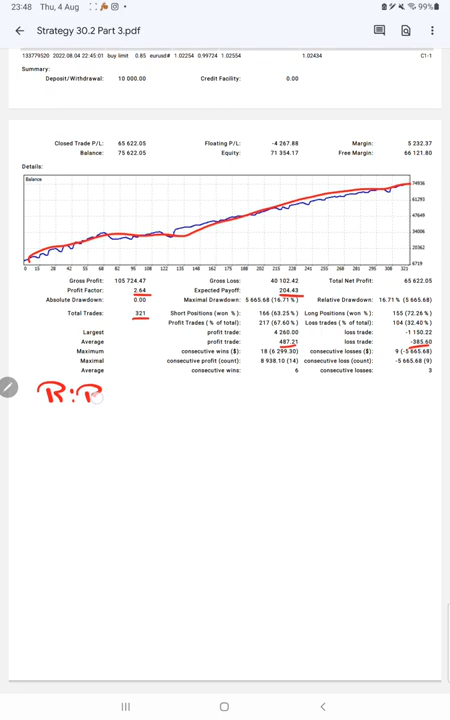 23:48 Thu, 4 Aug 99%
Strategy 30.2 Part 3.pdf
133779520 2022.08.04 22:45:01 buy limit 0.85 eurusd# 1.02254 0.99724 1.02554 1.02434 C1-1
Summary:
Deposit/Withdrawal: 10 000.00 Credit Facility: 0.00
Closed Trade P/L: 65 622.05 Floating P/L: -4 267.88 Margin: 5 232.37
Balance: 75 622.05 Equity: 71 354.17 Free Margin: 66 121.80
Details:
Balance
74936
61293
47649
34006
20362
6719
0 15 28 42 55 68 82 95 108 122 135 148 162 175 188 202 215 228 241 255 268 281 295 308 321
Gross Profit: 105 724.47 Gross Loss: 40 102.42 Total Net Profit: 65 622.05
Profit Factor: 2.64 Expected Payoff: 204.43
Absolute Drawdown: 0.00 Maximal Drawdown: 5 665.68 (16.71%) Relative Drawdown: 16.71% (5 665.68)
Total Trades: 321 Short Positions (won %): 166 (63.25%) Long Positions (won %): 155 (72.26%)
Profit Trades (% of total): 217 (67.60%) Loss trades (% of total): 104 (32.40%)
Largest profit trade: 4 260.00 loss trade: -1 150.22
Average profit trade: 487.21 loss trade: -385.60
Maximum consecutive wins ($): 18 (6 299.30) consecutive losses ($): 9 (-5 665.68)
Maximal consecutive profit (count): 8 938.10 (14) consecutive loss (count): -5 665.68 (9)
Average consecutive wins: 6 consecutive losses: 3
R:R